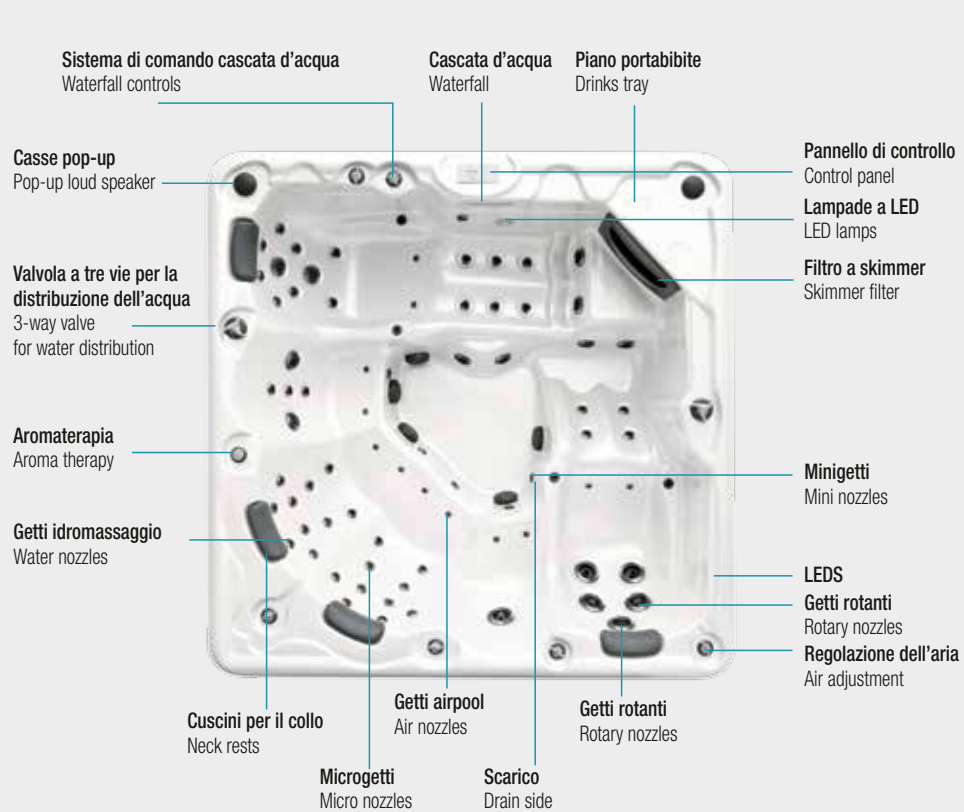 Sistema di comando cascata d'acqua
Waterfall controls
Cascata d'acqua
Waterfall
Piano portabibite
Drinks tray
Casse pop-up
Pop-up loud speaker
Valvola a tre vie per la
distribuzione dell'acqua
3-way valve
for water distribution
Aromaterapia
Aroma therapy
Getti idromassaggio
Water nozzles
Cuscini per il collo
Neck rests
Microgetti
Micro nozzles
Getti airpool
Air nozzles
Scarico
Drain side
Getti rotanti
Rotary nozzles
Pannello di controllo
Control panel
Lampade a LED
LED lamps
Filtro a skimmer
Skimmer filter
Minigetti
Mini nozzles
LEDS
Getti rotanti
Rotary nozzles
Regolazione dell'aria
Air adjustment